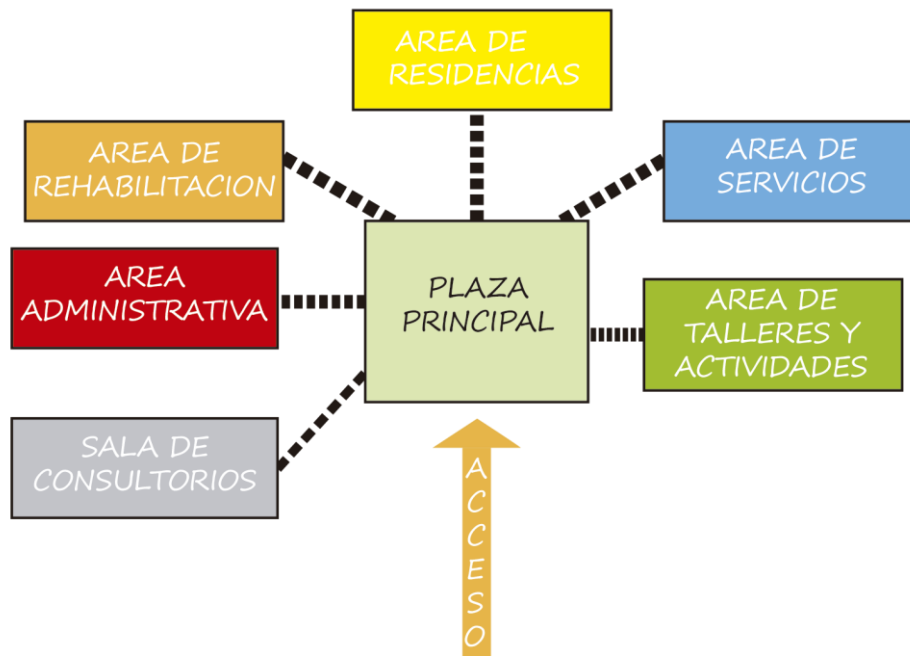 AREA DE
RESIDENCIAS
AREA DE
REHABILITACION
AREA DE
SERVICIOS
AREA
ADMINISTRATIVA
PLAZA
PRINCIPAL
AREA DE
TALLERES Y
ACTIVIDADES
SALA DE
CONSULTORIOS
ACCESO